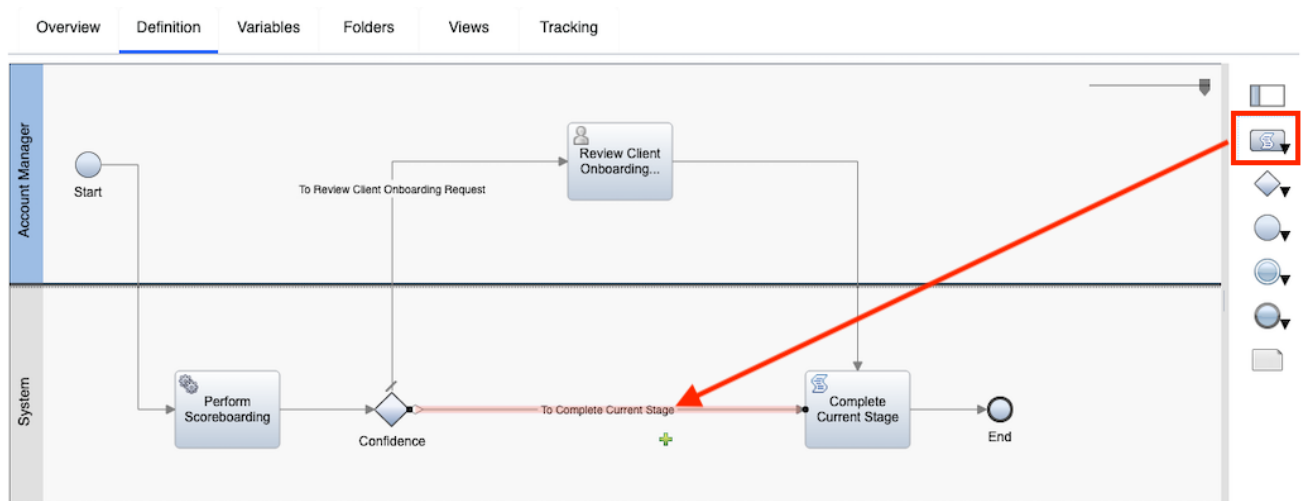 Overview Definition Variables Folders Views Tracking
Account Manager
Start
To Review Client Onboarding Request
Review Client
Onboarding...
System
Perform
Scoreboarding
Confidence
To Complete Current Stage
Complete
Current Stage
End